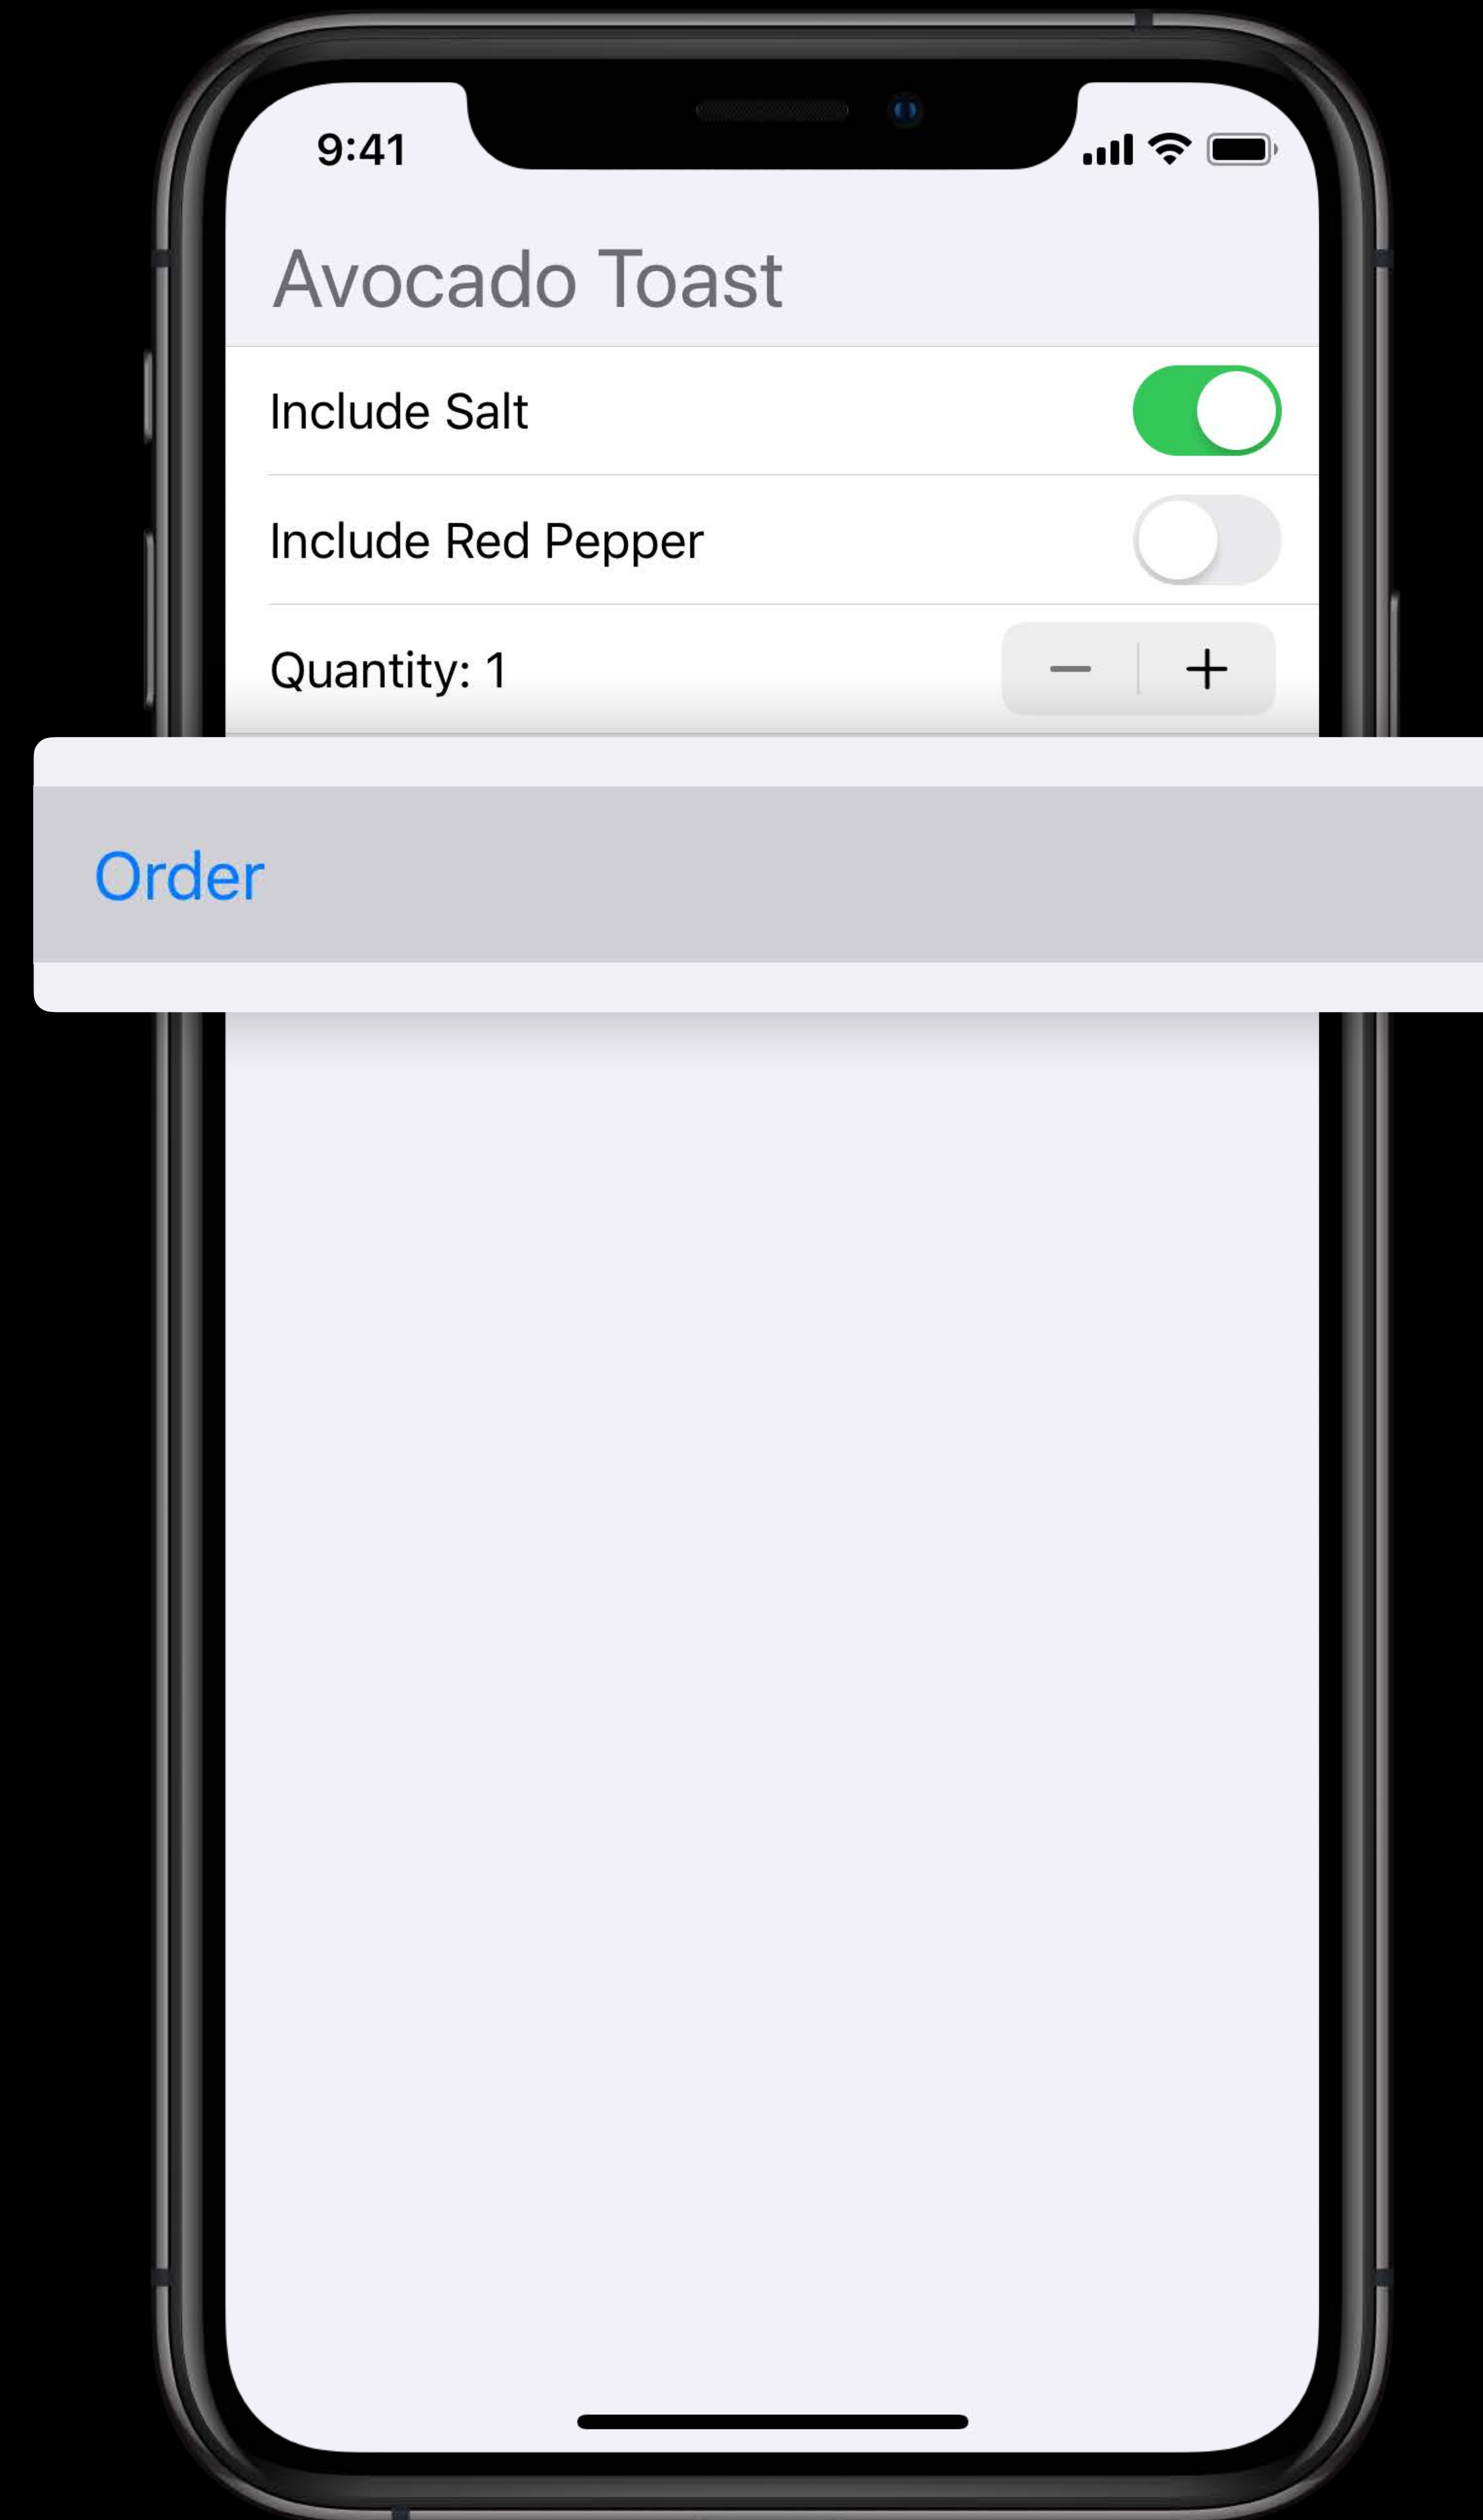 9:41
Avocado Toast
Include Salt
Include Red Pepper
Quantity: 1
Order